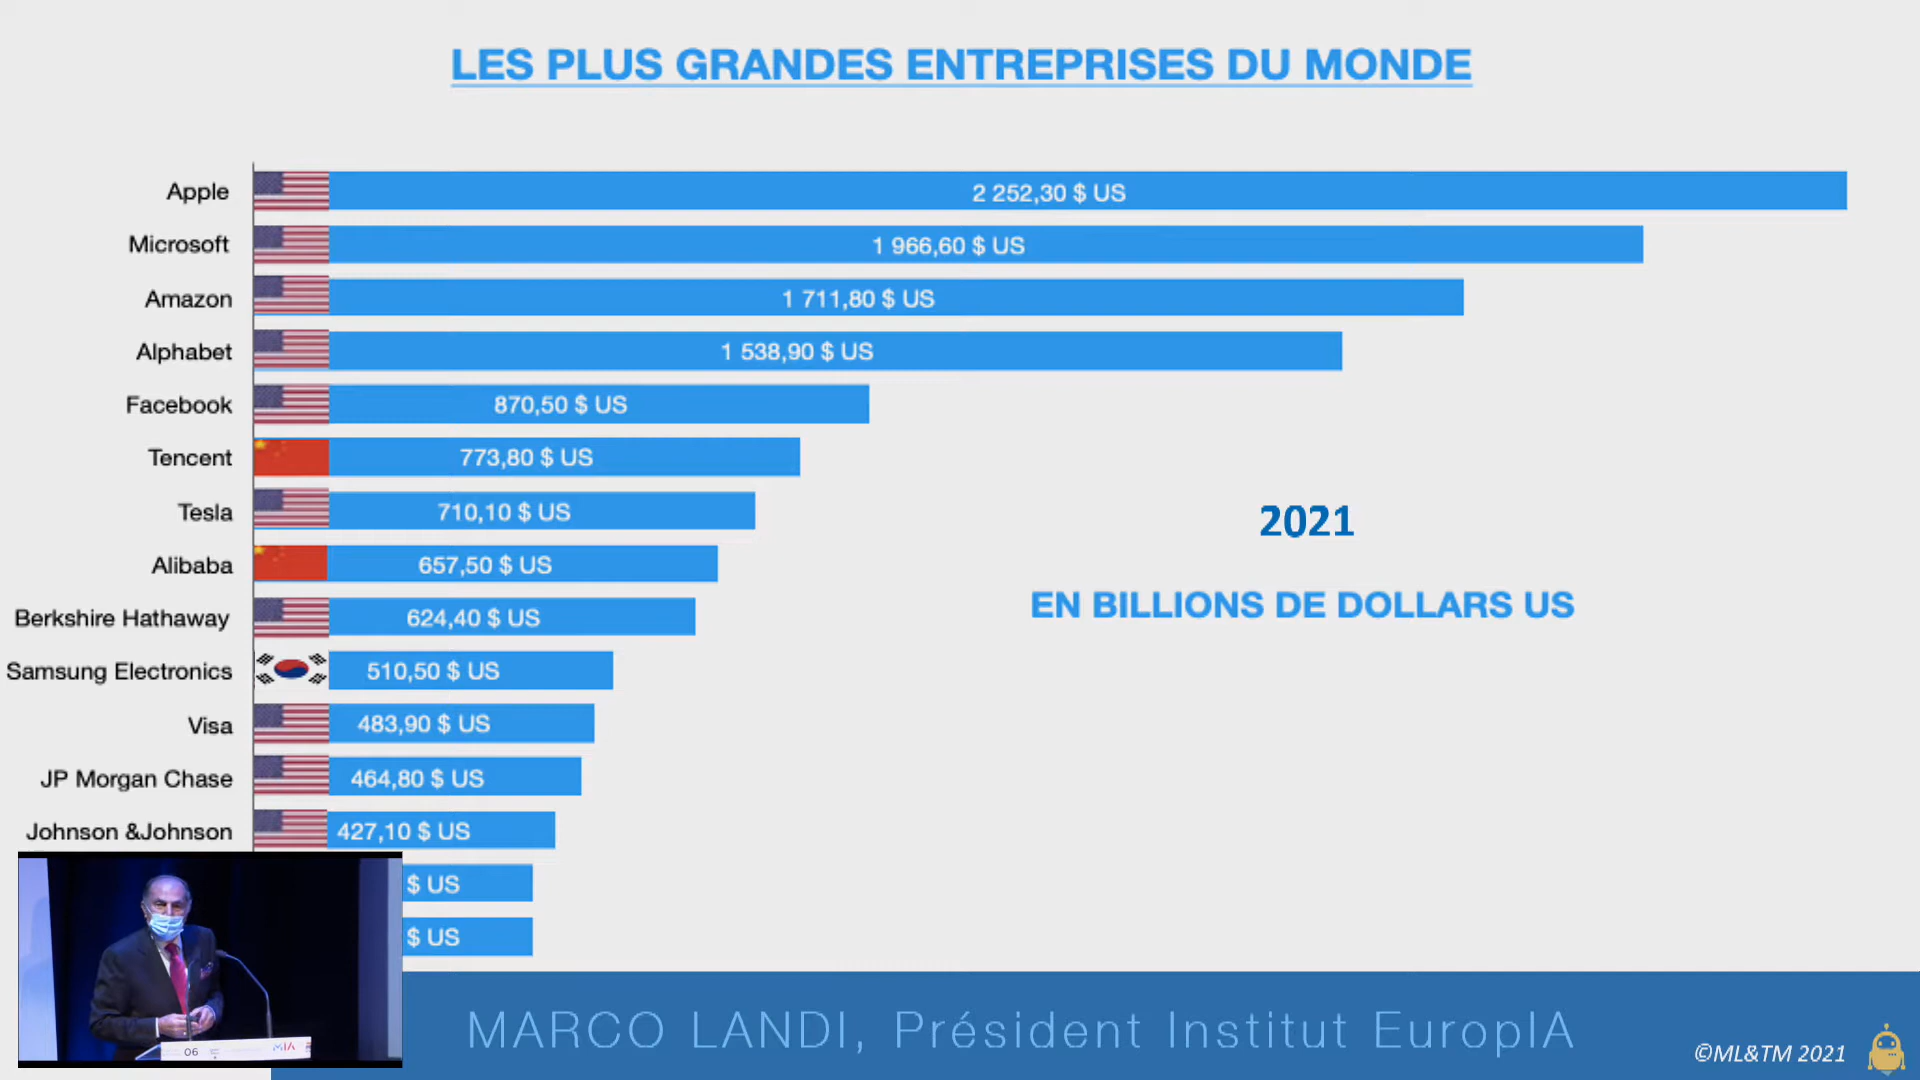 LES PLUS GRANDES ENTREPRISES DU MONDE
Apple 2 252,30 $ US
Microsoft 1 966,60 $ US
Amazon 1 711,80 $ US
Alphabet 1 538,90 $ US
Facebook 870,50 $ US
Tencent 773,80 $ US
Tesla 710,10 $ US
2021
Alibaba 657,50 $ US
EN BILLIONS DE DOLLARS US
Berkshire Hathaway 624,40 $ US
Samsung Electronics 510,50 $ US
Visa 483,90 $ US
JP Morgan Chase 464,80 $ US
Johnson &Johnson 427,10 $ US
$ US
$ US
06
MIA
MARCO LANDI, Président Institut EuropIA
©ML&TM 2021